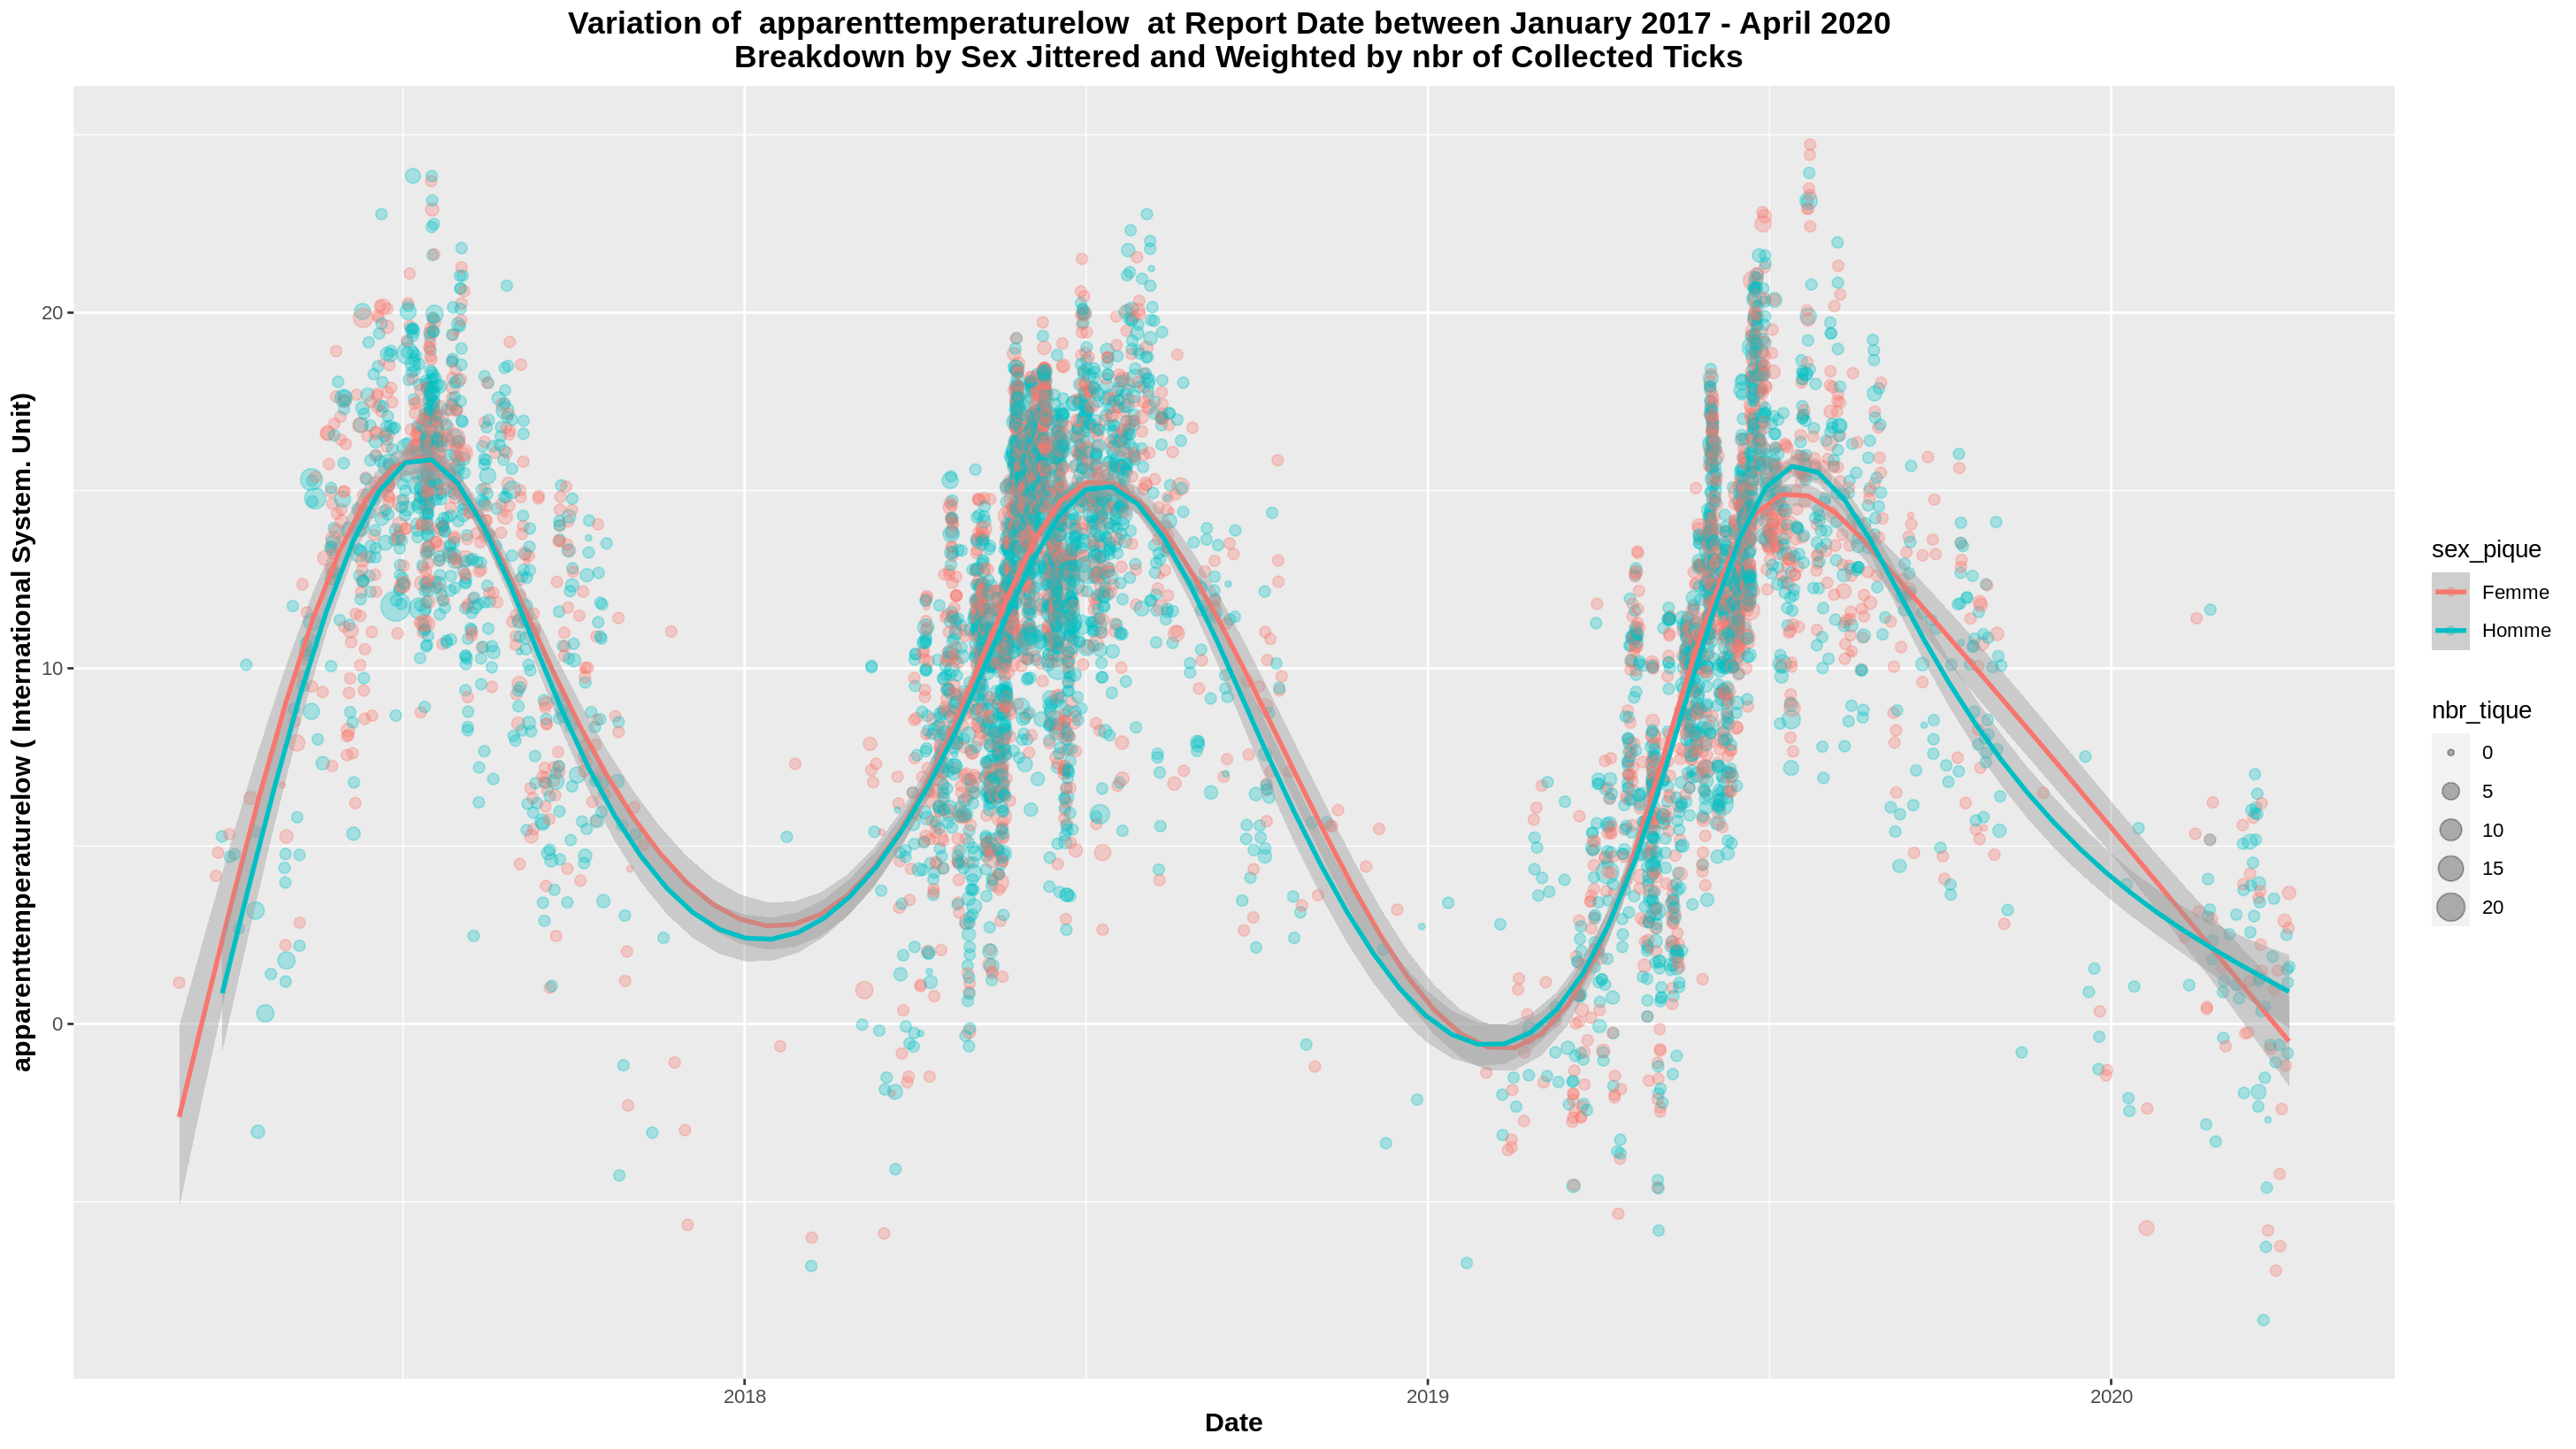 Variation of  apparenttemperaturelow  at Report Date between January 2017 - April 2020
Breakdown by Sex Jittered and Weighted by nbr of Collected Ticks
apparenttemperaturelow ( International System. Unit)
20
10
0
2018
2019
2020
Date
sex_pique
Femme
Homme
nbr_tique
0
5
10
15
20